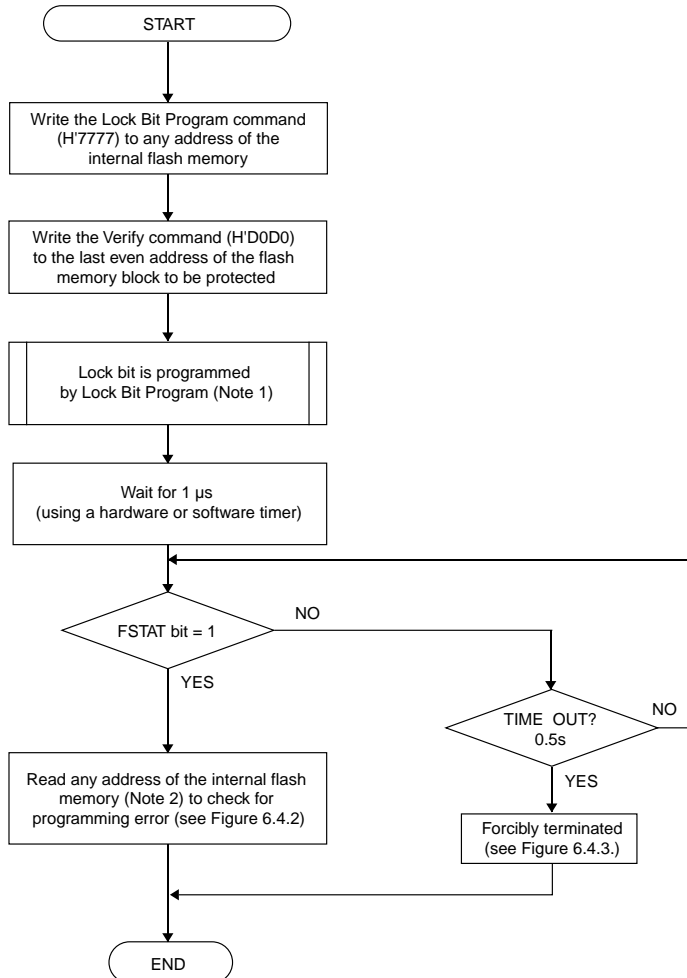 START
Write the Lock Bit Program command
(H'7777) to any address of the
internal flash memory
Write the Verify command (H'D0D0)
to the last even address of the flash
memory block to be protected
Lock bit is programmed
by Lock Bit Program (Note 1)
Wait for 1 µs
(using a hardware or software timer)
FSTAT bit = 1
NO
YES
TIME OUT?
0.5s
NO
YES
Read any address of the internal flash
memory (Note 2) to check for
programming error (see Figure 6.4.2)
Forcibly terminated
(see Figure 6.4.3.)
END